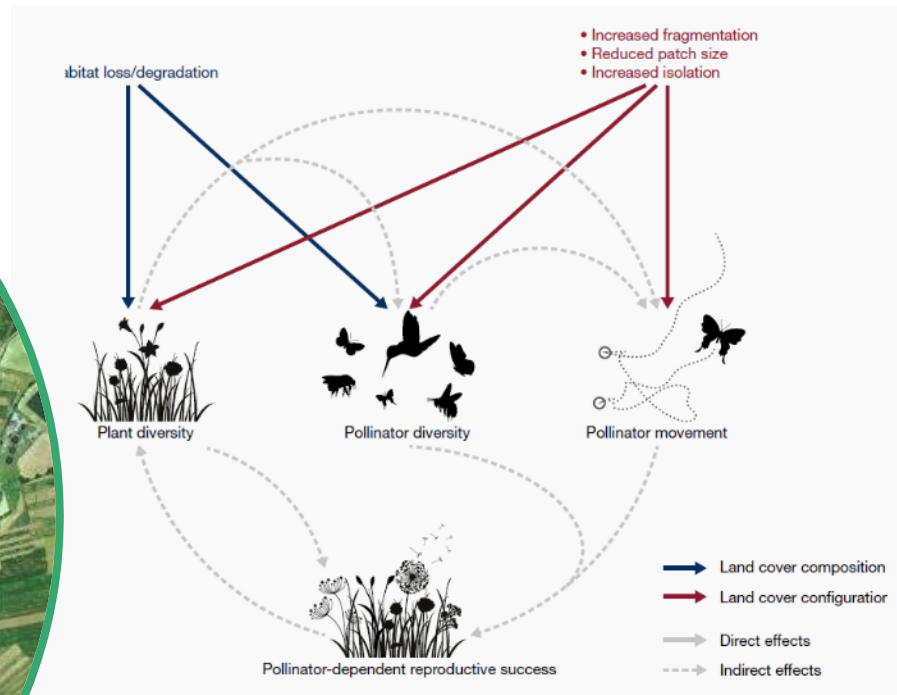 • Increased fragmentation
• Reduced patch size
• Increased isolation
abitat loss/degradation
Plant diversity
Pollinator diversity
Pollinator movement
Land cover composition
Land cover configuration
Direct effects
Indirect effects
Pollinator-dependent reproductive success